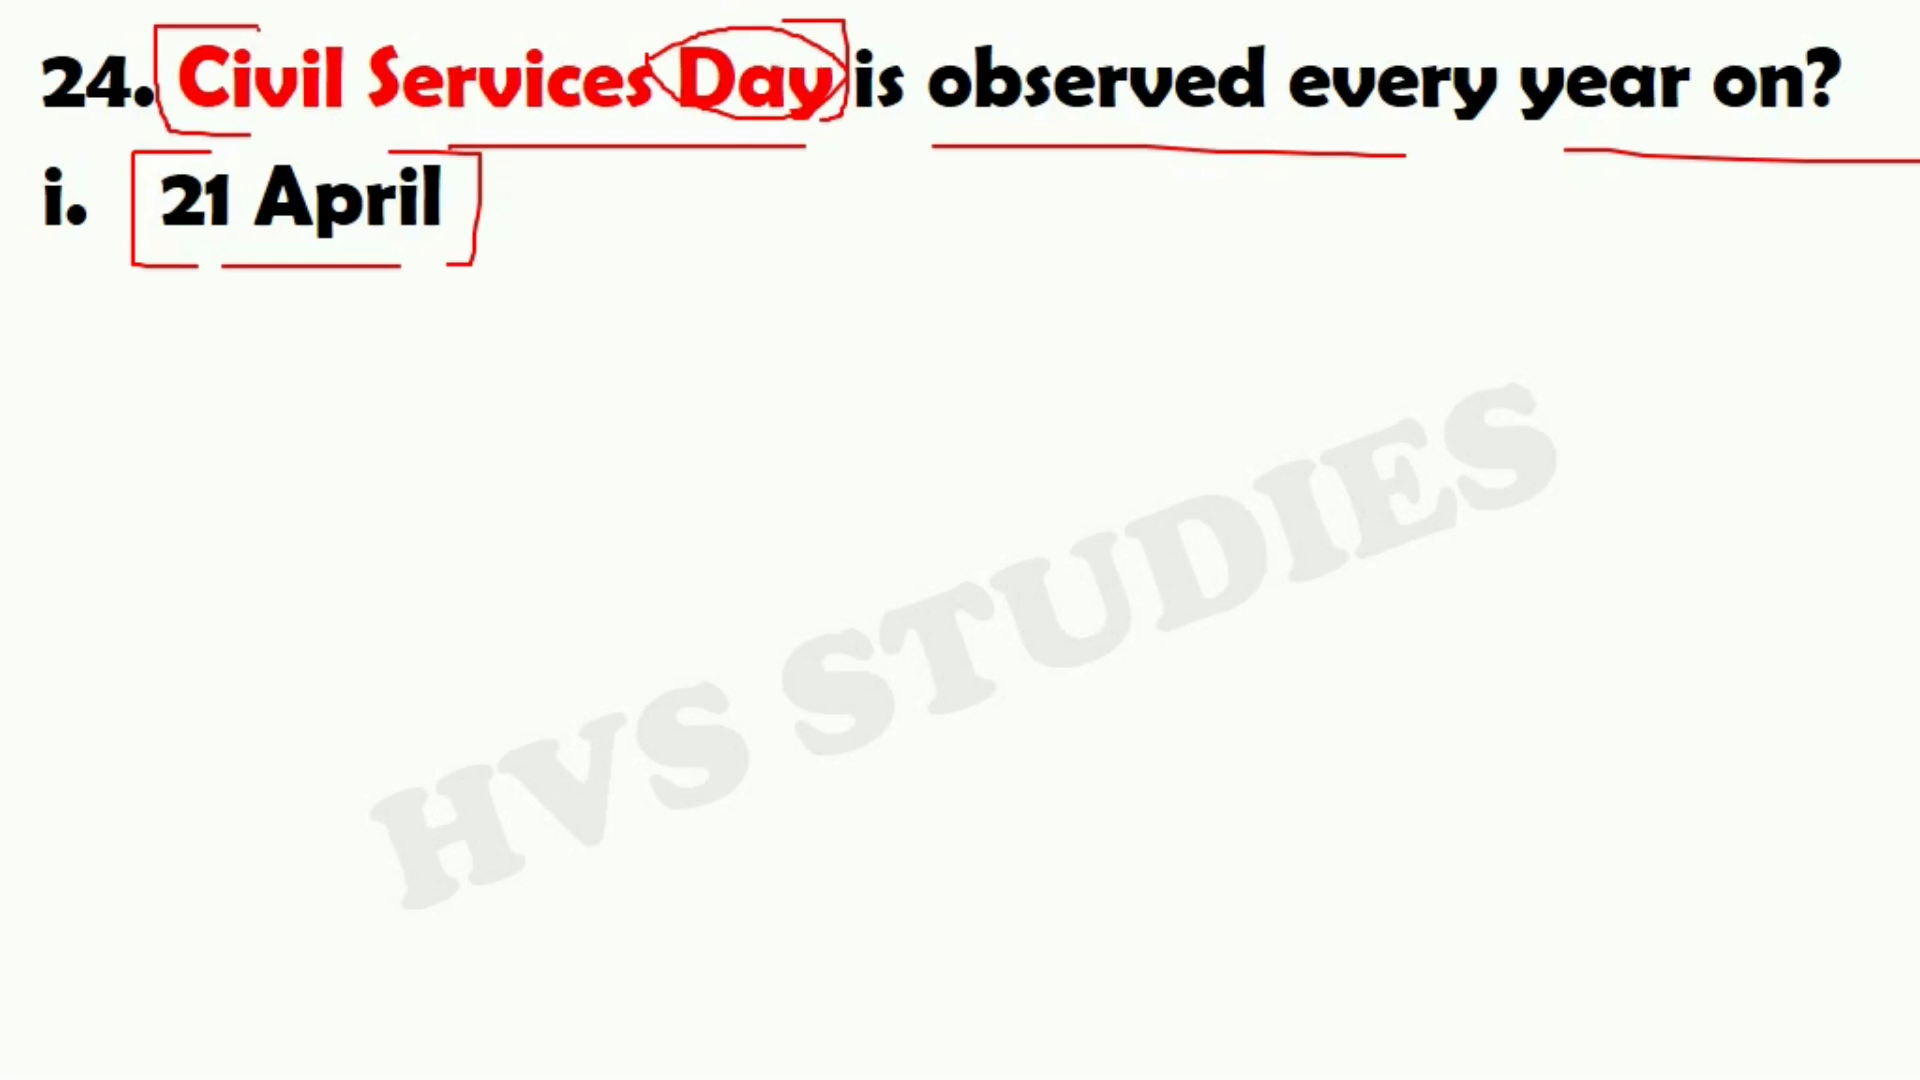 24. Civil Services Day is observed every year on?
i. 21 April
HVS STUDIES